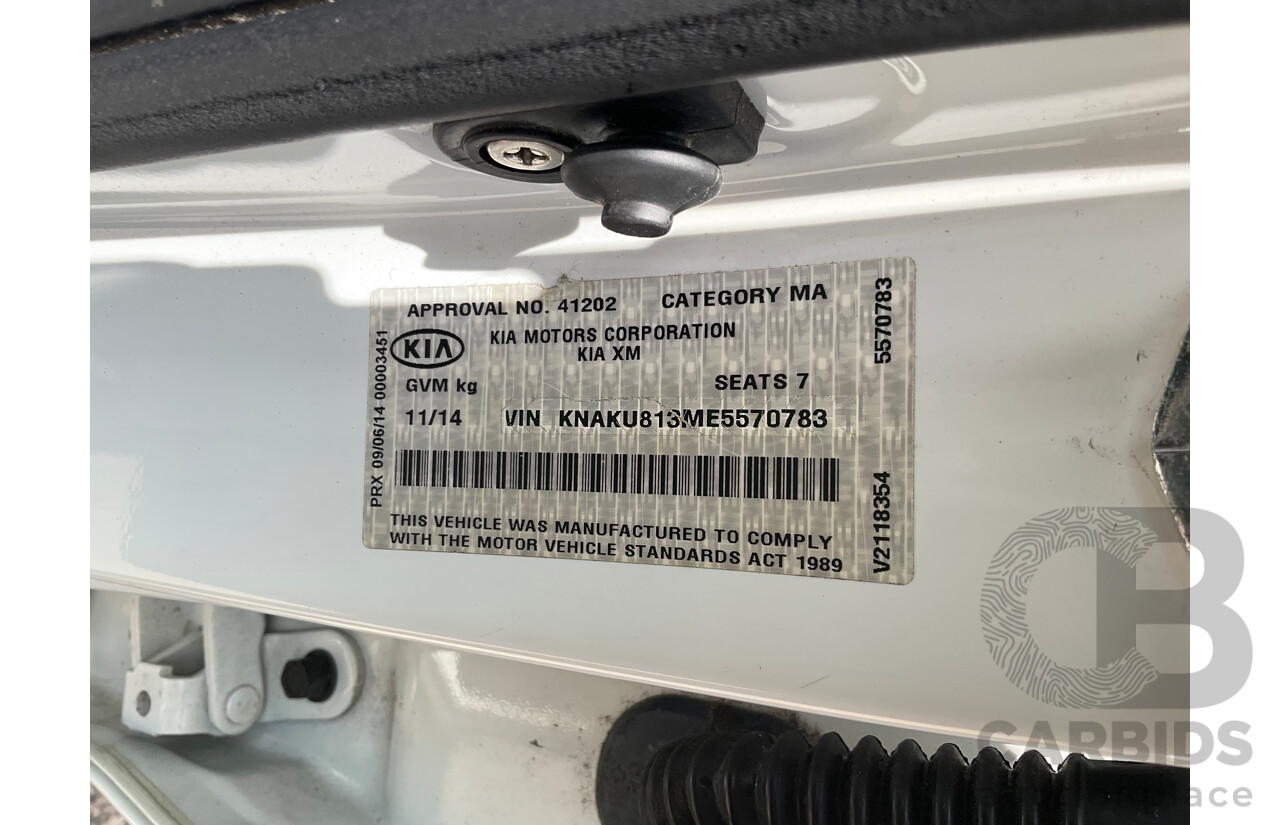 APPROVAL NO. 41202 CATEGORY MA
KIA
KIA MOTORS CORPORATION
KIA XM
GVM kg SEATS 7
11/14 VIN KNAKU813ME5570783
THIS VEHICLE WAS MANUFACTURED TO COMPLY
WITH THE MOTOR VEHICLE STANDARDS ACT 1989
PRX 09/06/14 00003451
5570783
V2118354
CB
CARBIDS